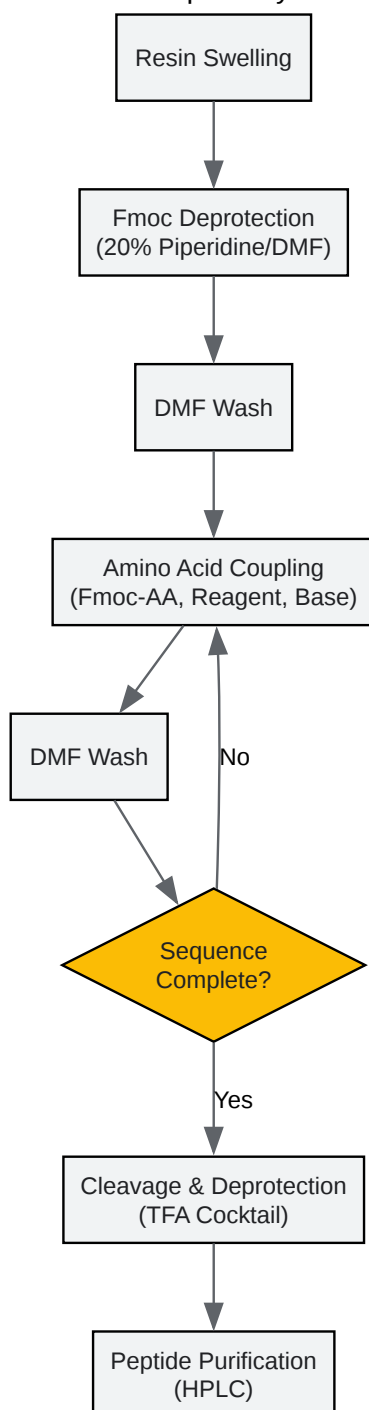 Resin Swelling
Fmoc Deprotection
(20% Piperidine/DMF)
DMF Wash
Amino Acid Coupling
(Fmoc-AA, Reagent, Base)
DMF Wash
No
Sequence
Complete?
Yes
Cleavage & Deprotection
(TFA Cocktail)
Peptide Purification
(HPLC)